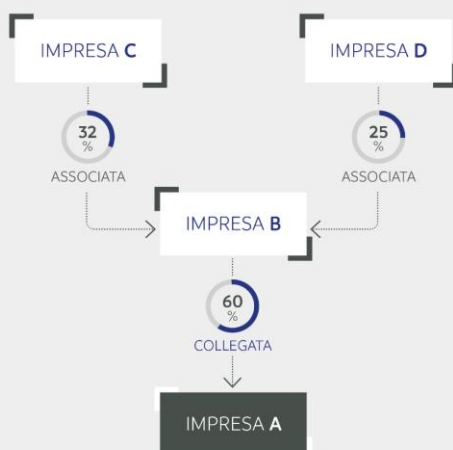 IMPRESA C
IMPRESA D
32
%
25
%
ASSOCIATA
ASSOCIATA
IMPRESA B
60
%
COLLEGATA
IMPRESA A